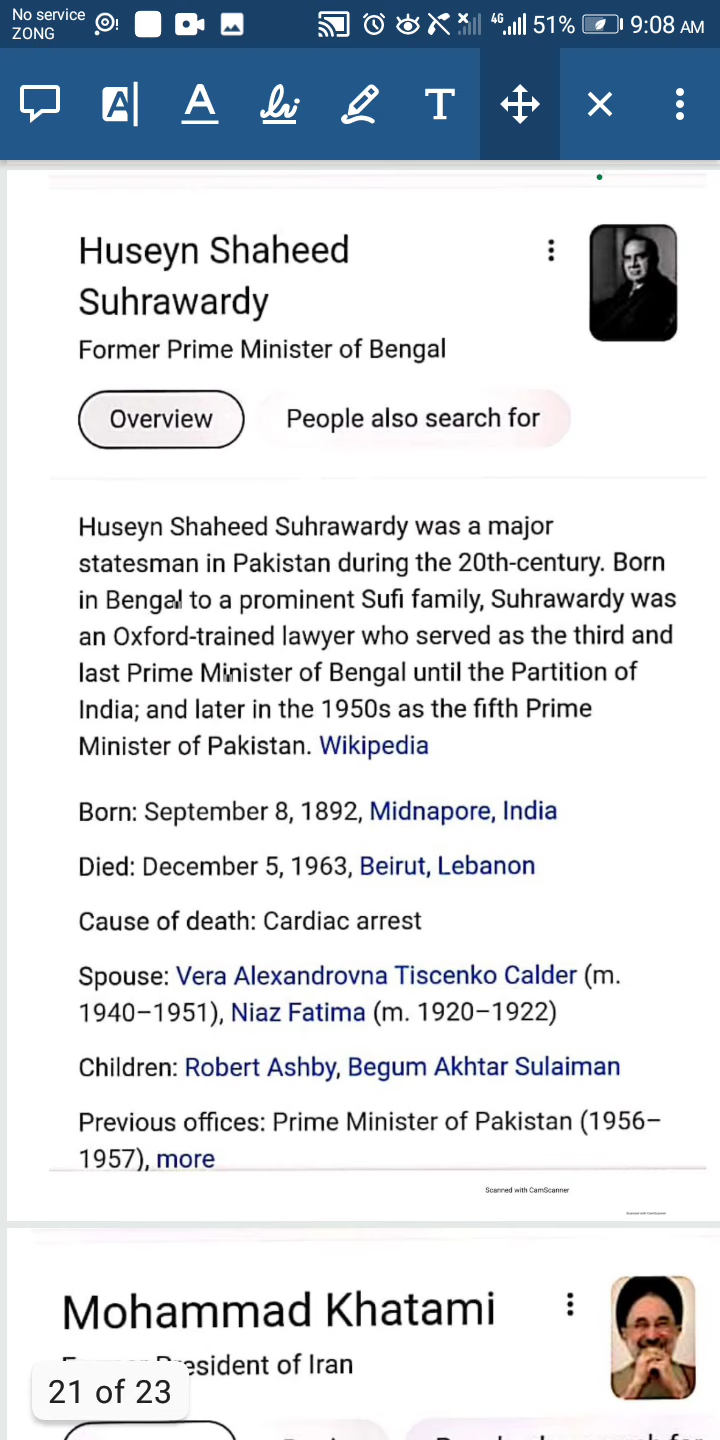 No service
ZONG
4G
51%
9:08 AM
A
A
T
Huseyn Shaheed
Suhrawardy
Former Prime Minister of Bengal
Overview
People also search for
Huseyn Shaheed Suhrawardy was a major
statesman in Pakistan during the 20th-century. Born
in Bengal to a prominent Sufi family, Suhrawardy was
an Oxford-trained lawyer who served as the third and
last Prime Minister of Bengal until the Partition of
India; and later in the 1950s as the fifth Prime
Minister of Pakistan. Wikipedia
Born: September 8, 1892, Midnapore, India
Died: December 5, 1963, Beirut, Lebanon
Cause of death: Cardiac arrest
Spouse: Vera Alexandrovna Tiscenko Calder (m.
1940–1951), Niaz Fatima (m. 1920–1922)
Children: Robert Ashby, Begum Akhtar Sulaiman
Previous offices: Prime Minister of Pakistan (1956–
1957), more
Scanned with CamScanner
Scanned with CamScanner
Mohammad Khatami
President of Iran
21 of 23